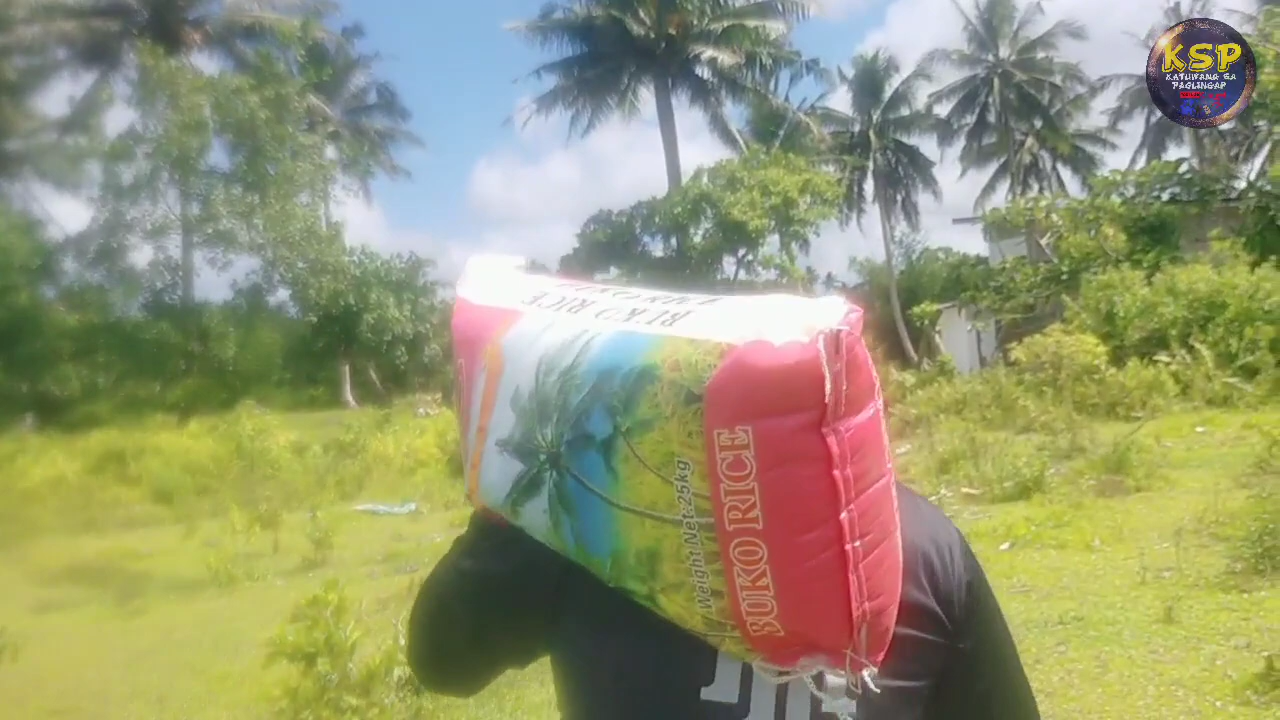 KSP
KATUWANG SA
PAGLINGAP
BUKO RICE
Weight Net:25kg
BUKO RICE